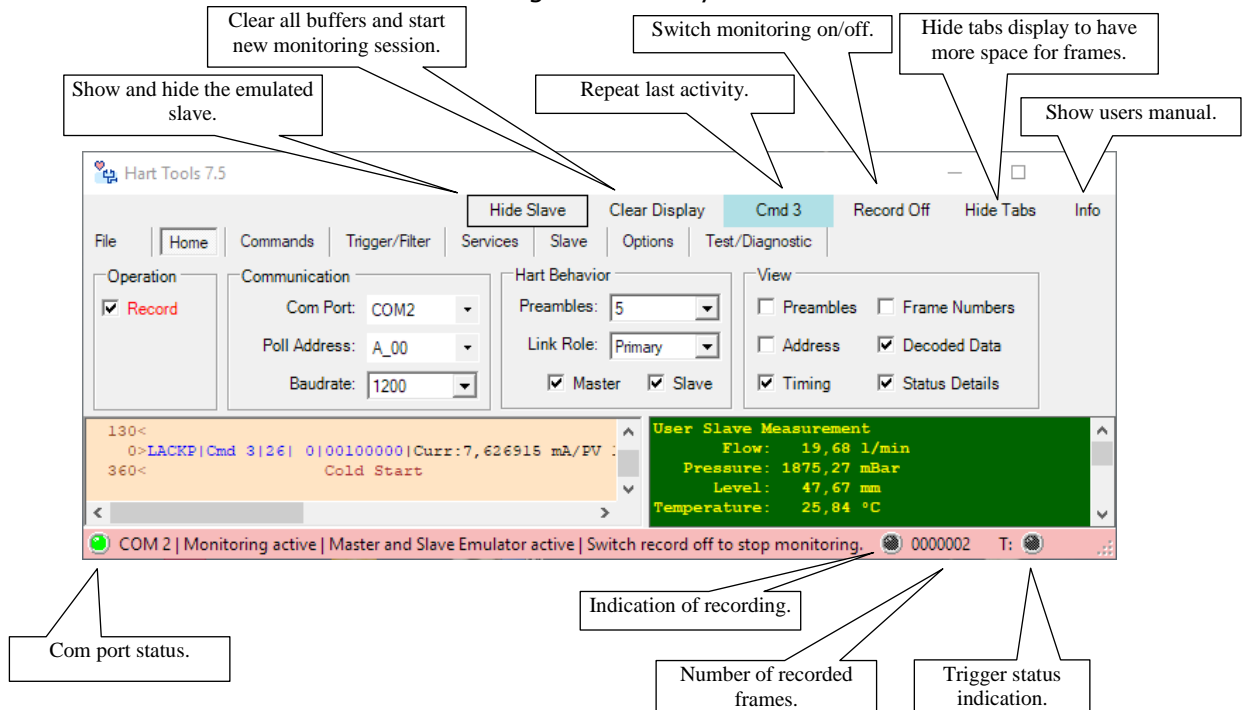 Clear all buffers and start
new monitoring session.
Switch monitoring on/off.
Hide tabs display to have
more space for frames.
Show and hide the emulated
slave.
Repeat last activity.
Show users manual.
Hart Tools 7.5
Hide Slave Clear Display Cmd 3 Record Off Hide Tabs Info
File Home Commands Trigger/Filter Services Slave Options Test/Diagnostic
Operation Communication Hart Behavior View
Record Com Port: COM2 Preambles: 5 Preambles Frame Numbers
Poll Address: A_00 Link Role: Primary Address Decoded Data
Baudrate: 1200 Master Slave Timing Status Details
130<
0>LACKP|Cmd 3|26| 0|00100000|Curr:7,626915 mA/PV
360< Cold Start
User Slave Measurement
Flow: 19,68 l/min
Pressure: 1875,27 mBar
Level: 47,67 mm
Temperature: 25,84 °C
COM 2 | Monitoring active | Master and Slave Emulator active | Switch record off to stop monitoring. 0000002 T:
Indication of recording.
Com port status.
Number of recorded
frames.
Trigger status
indication.